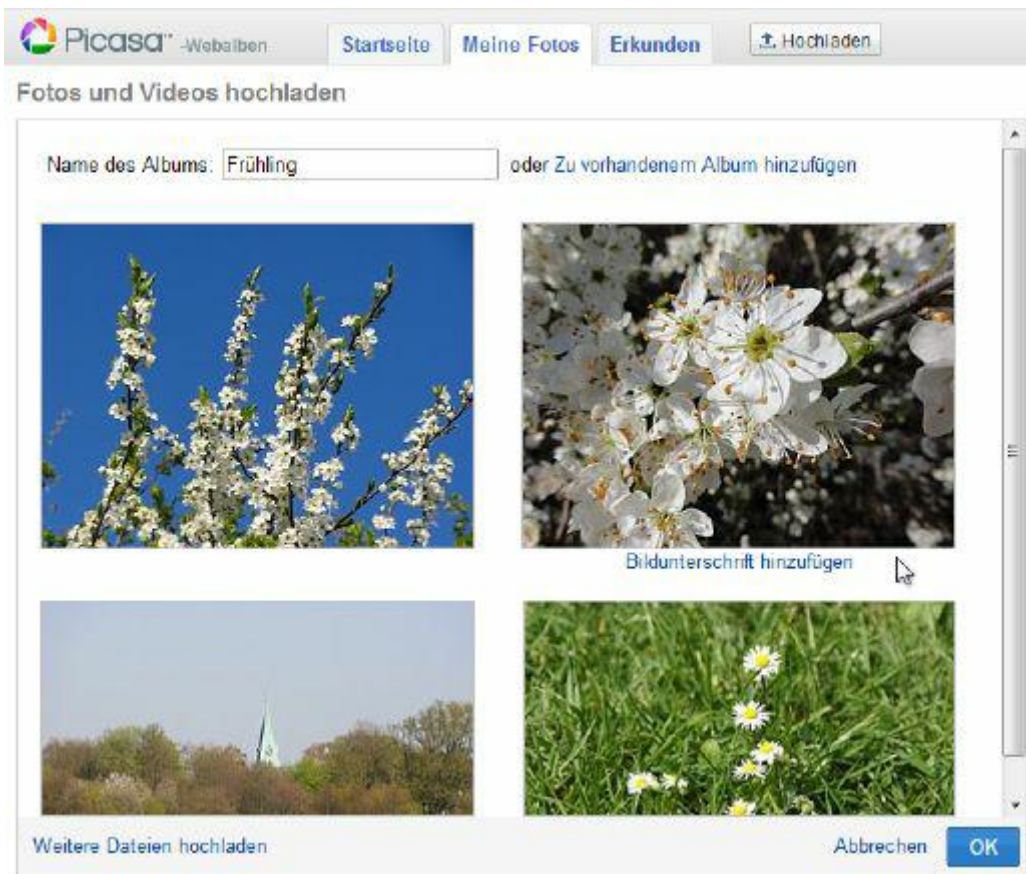 Picasa™ -Webalben
Startseite
Meine Fotos
Erkunden
Hochladen
Fotos und Videos hochladen
Name des Albums: Frühling oder Zu vorhandenem Album hinzufügen
Bildunterschrift hinzufügen
Weitere Dateien hochladen
Abbrechen
OK